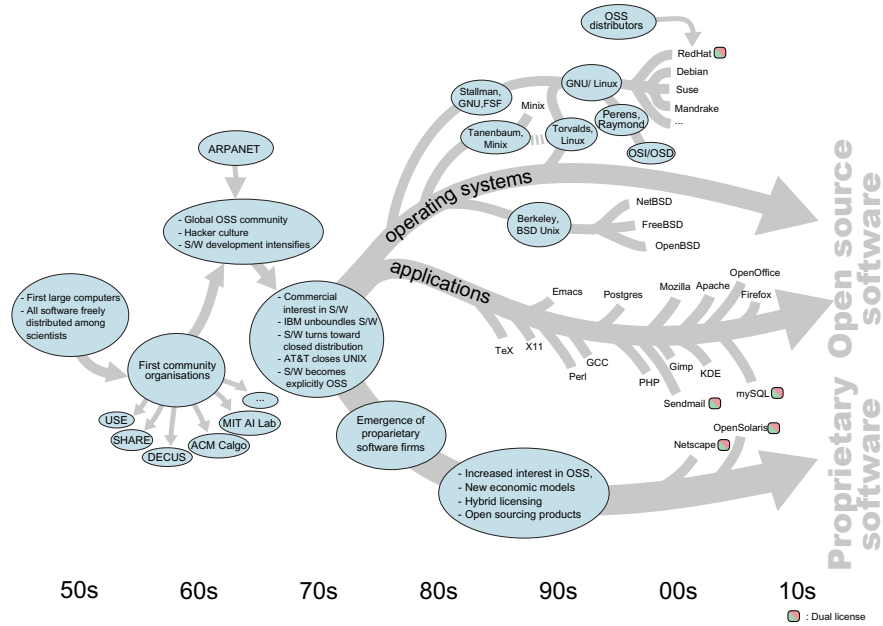 OSS
distributors
RedHat
Debian
Suse
Mandrake
...
GNU/ Linux
Stallman,
GNU,FSF
Minix
Perens,
Raymond
Tanenbaum,
Minix
Torvalds,
Linux
OSI/OSD
ARPANET
- Global OSS community
- Hacker culture
- S/W development intensifies
operating systems
Berkeley,
BSD Unix
NetBSD
FreeBSD
OpenBSD
applications
- First large computers
- All software freely
distributed among
scientists
First community
organisations
USE
SHARE
DECUS
ACM Calgo
MIT AI Lab
...
- Commercial
interest in S/W
- IBM unboundles S/W
- S/W turns toward
closed distribution
- AT&T closes UNIX
- S/W becomes
explicitly OSS
Emacs
Postgres
Mozilla
Apache
OpenOffice
Firefox
TeX
X11
Perl
GCC
PHP
Gimp
Sendmail
KDE
mySQL
OpenSolaris
Netscape
Emergence of
proparietary
software firms
- Increased interest in OSS,
- New economic models
- Hybrid licensing
- Open sourcing products
Open source
software
Proprietary
software
50s
60s
70s
80s
90s
00s
10s
: Dual license